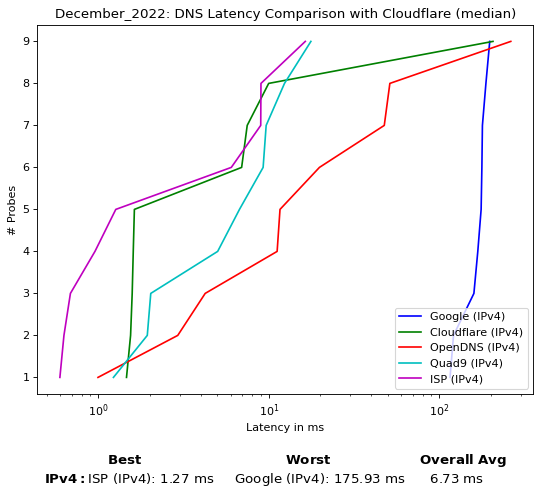 December_2022: DNS Latency Comparison with Cloudflare (median)
# Probes
9
8
7
6
5
4
3
2
1
Google (IPv4)
Cloudflare (IPv4)
OpenDNS (IPv4)
Quad9 (IPv4)
ISP (IPv4)
10⁰ 10¹ 10²
Latency in ms
Best Worst Overall Avg
IPv4: ISP (IPv4): 1.27 ms Google (IPv4): 175.93 ms 6.73 ms